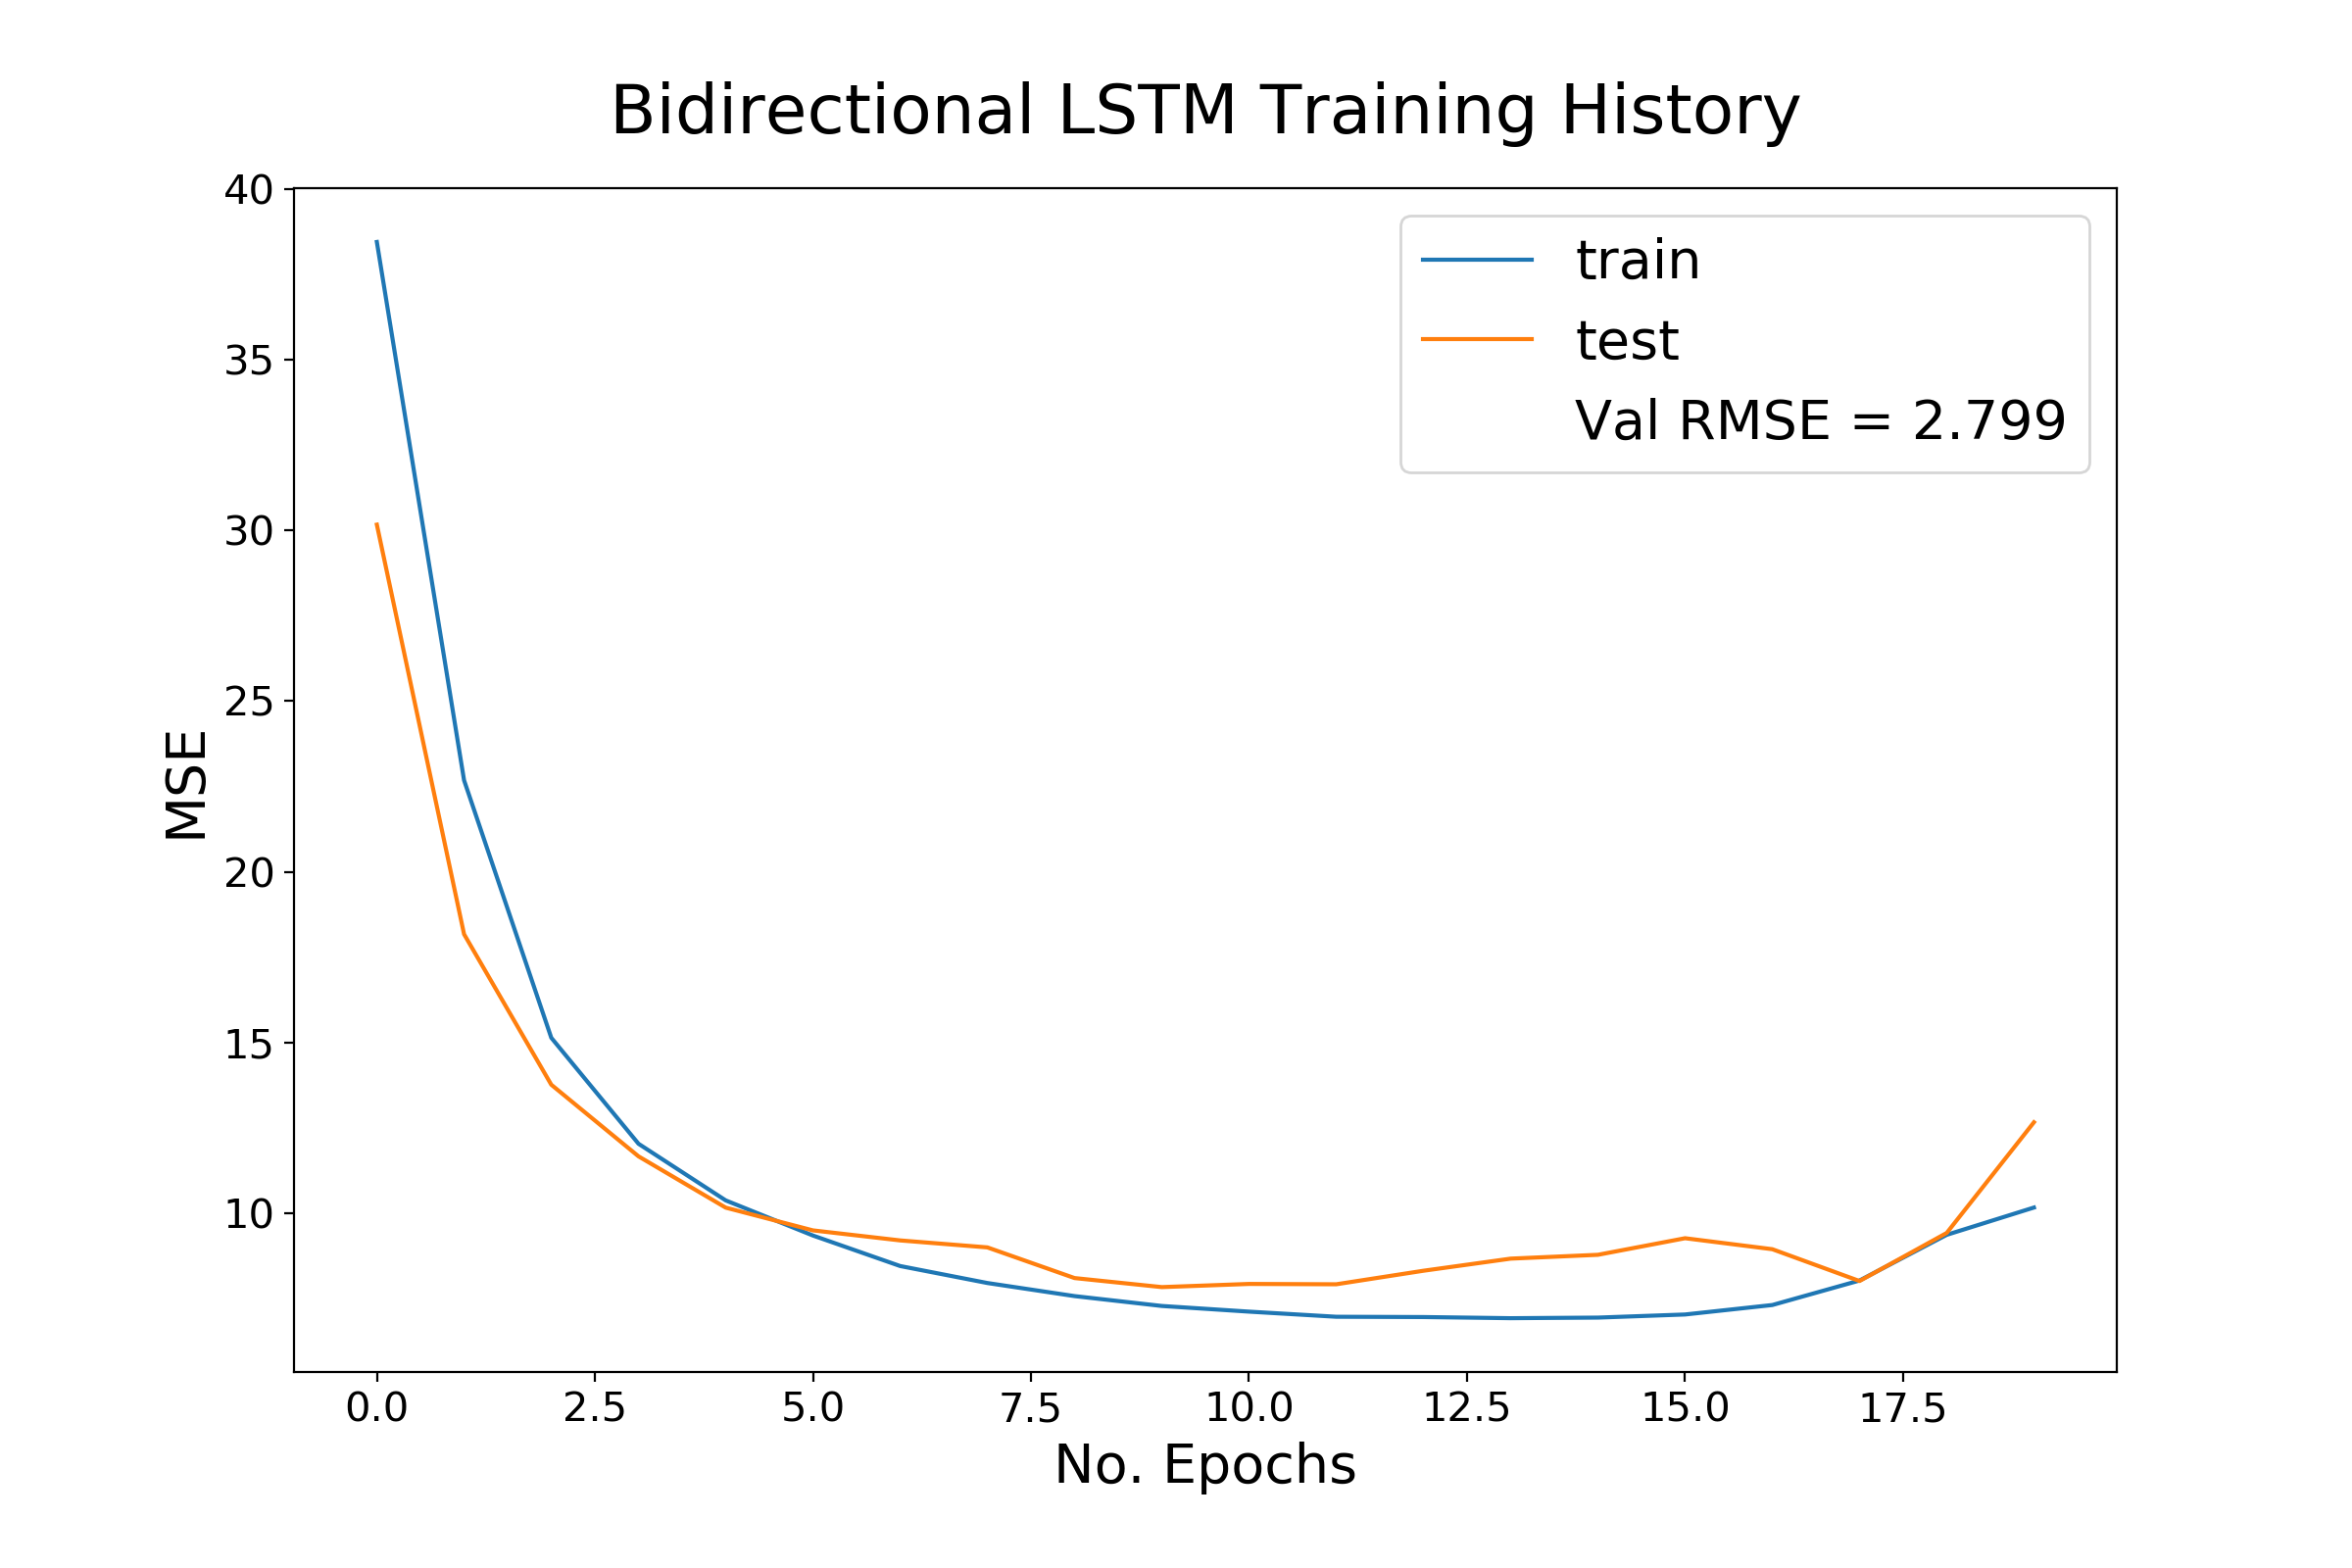 Bidirectional LSTM Training History
40
35
30
25
20
15
10
MSE
train
test
Val RMSE = 2.799
0.0 2.5 5.0 7.5 10.0 12.5 15.0 17.5
No. Epochs